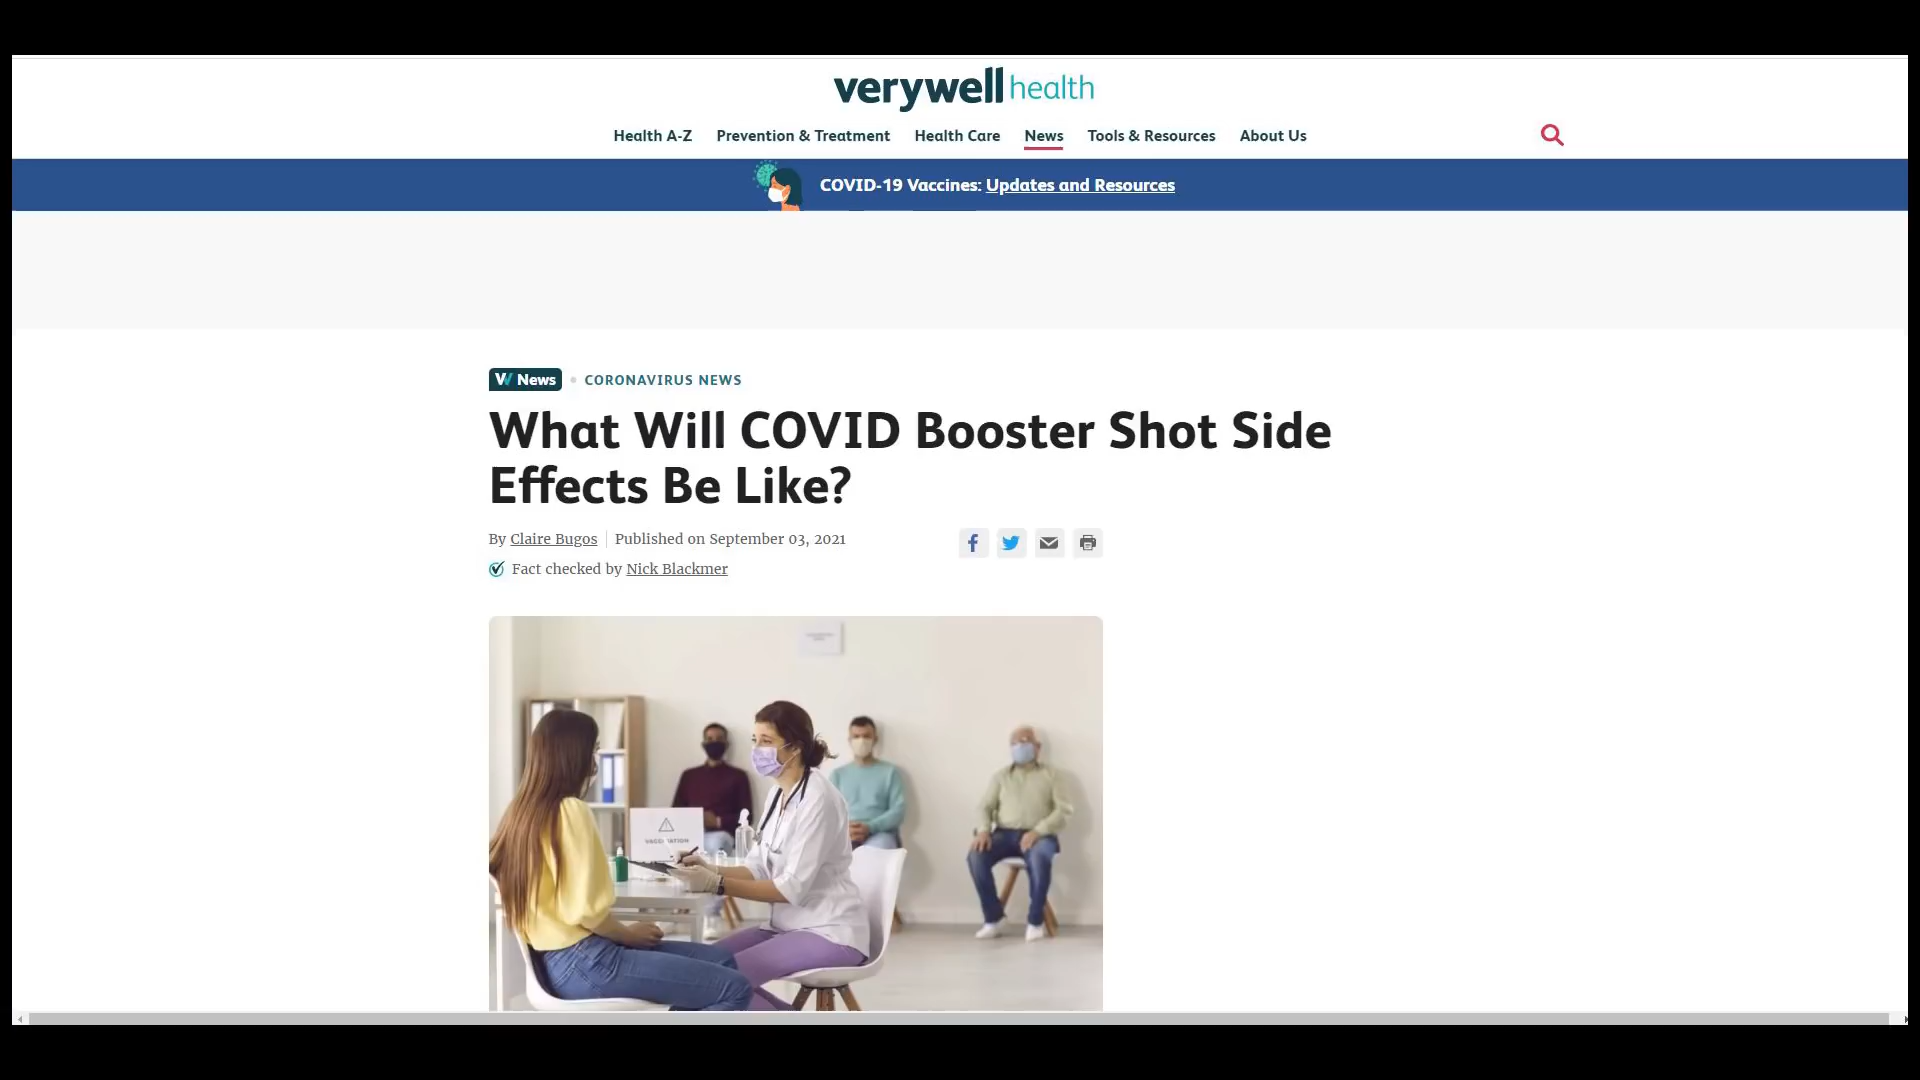 verywell health
Health A-Z Prevention & Treatment Health Care News Tools & Resources About Us
COVID-19 Vaccines: Updates and Resources
W News • CORONAVIRUS NEWS
What Will COVID Booster Shot Side
Effects Be Like?
By Claire Bugos Published on September 03, 2021
Fact checked by Nick Blackmer
VACCINATION